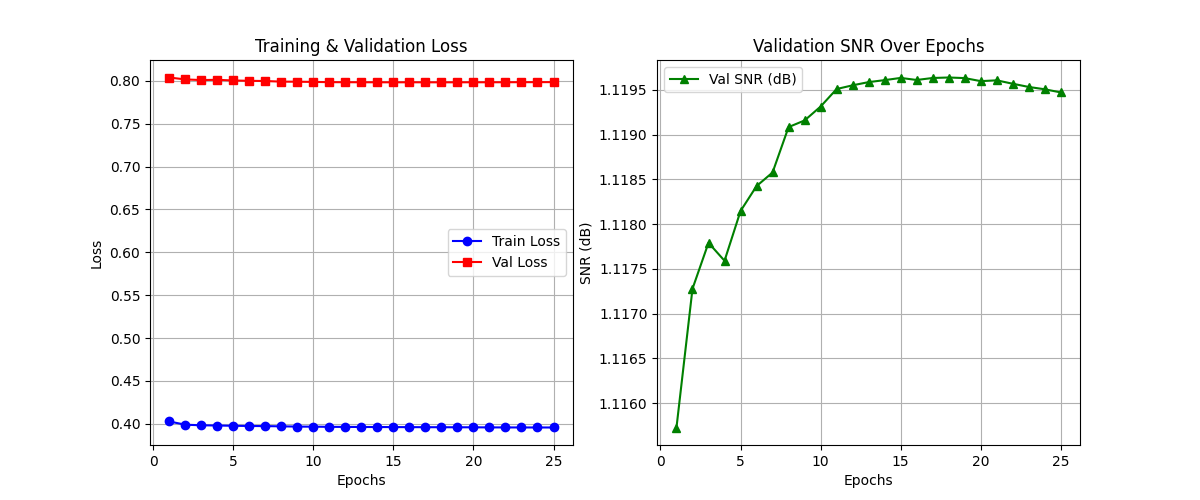 Training & Validation Loss
Loss
0.80
0.75
0.70
0.65
0.60
0.55
0.50
0.45
0.40
Train Loss
Val Loss
0 5 10 15 20 25
Epochs
Validation SNR Over Epochs
SNR (dB)
1.1195
1.1190
1.1185
1.1180
1.1175
1.1170
1.1165
1.1160
Val SNR (dB)
0 5 10 15 20 25
Epochs